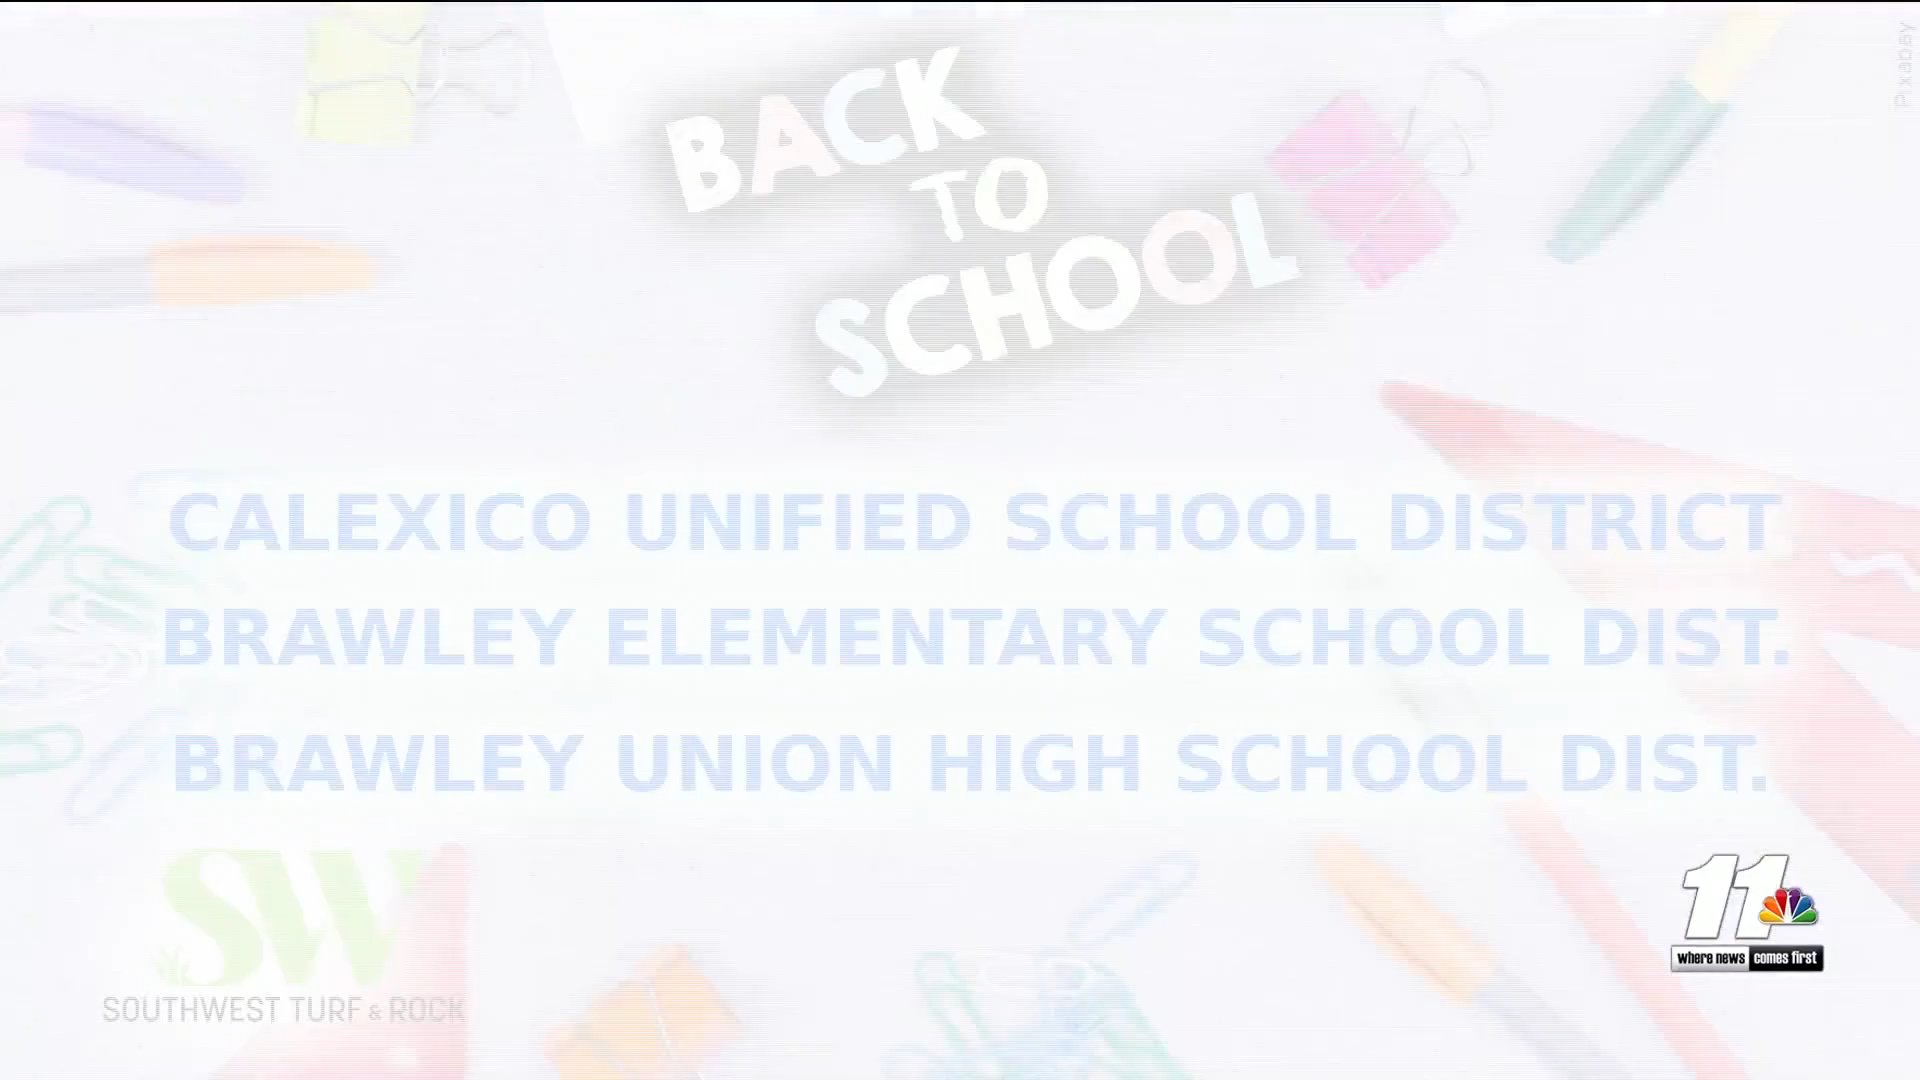 Pixabay
BACK
TO
SCHOOL
CALEXICO UNIFIED SCHOOL DISTRICT
BRAWLEY ELEMENTARY SCHOOL DIST.
BRAWLEY UNION HIGH SCHOOL DIST.
SW
SOUTHWEST TURF & ROCK
11
where news comes first